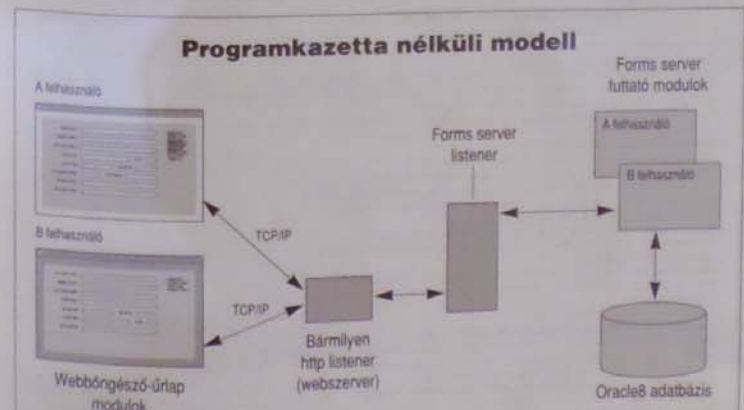 Programkazetta nélküli modell
A felhasználó
B felhasználó
Webböngésző-űrlap
modulok
TCP/IP
TCP/IP
Bármilyen
http listener
(webszerver)
Forms server
listener
Forms server
futtató modulok
A felhasználó
B felhasználó
Oracle8 adatbázis